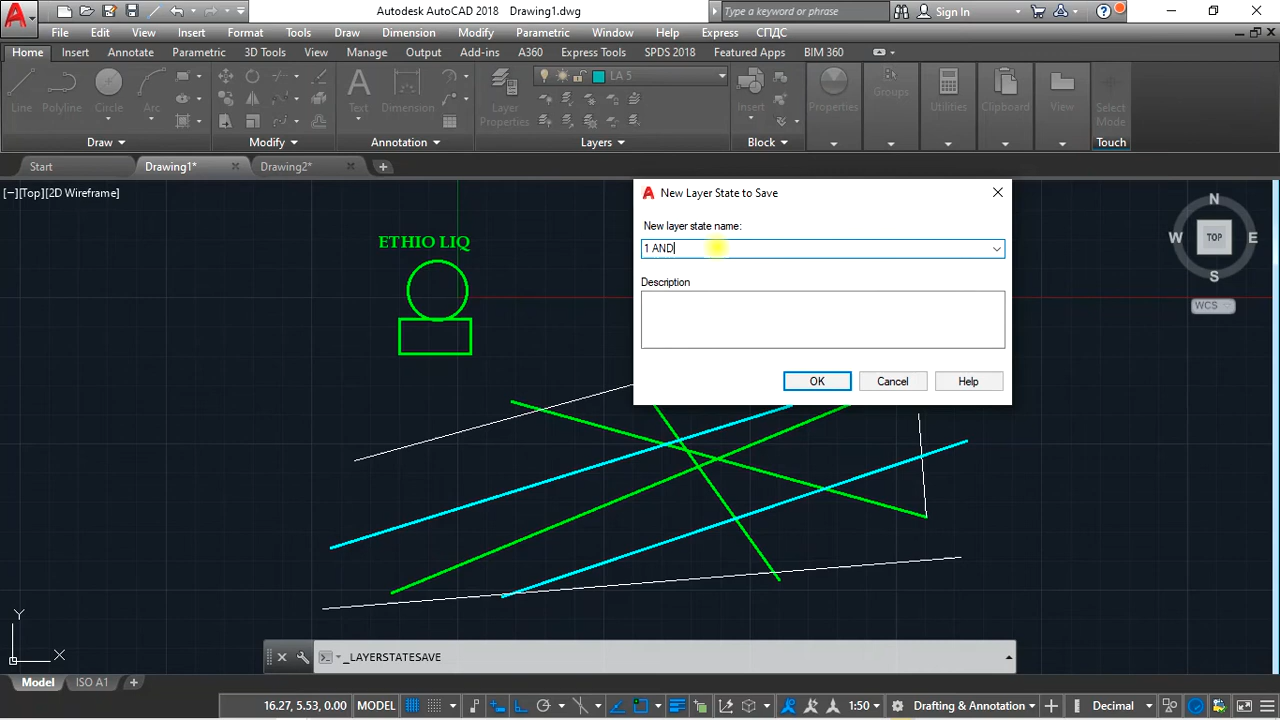 Autodesk AutoCAD 2018 Drawing1.dwg
Type a keyword or phrase
Sign In
File Edit View Insert Format Tools Draw Dimension Modify Parametric Window Help Express СПДС
Home Insert Annotate Parametric 3D Tools View Manage Output Add-ins A360 Express Tools SPDS 2018 Featured Apps BIM 360
LA 5
Line Polyline Circle Arc
Text Dimension
Layer Properties
Insert
Properties
Groups
Utilities
Clipboard
View
Select Mode
Draw Modify Annotation Layers Block Touch
Start Drawing1* Drawing2*
[−][Top][2D Wireframe]
New Layer State to Save
New layer state name:
1 AND
Description
OK Cancel Help
ETHIO LIQ
N
W TOP E
S
WCS
Y
X
_LAYERSTATESAVE
Model ISO A1
16.27, 5.53, 0.00 MODEL 1:50 Drafting & Annotation Decimal